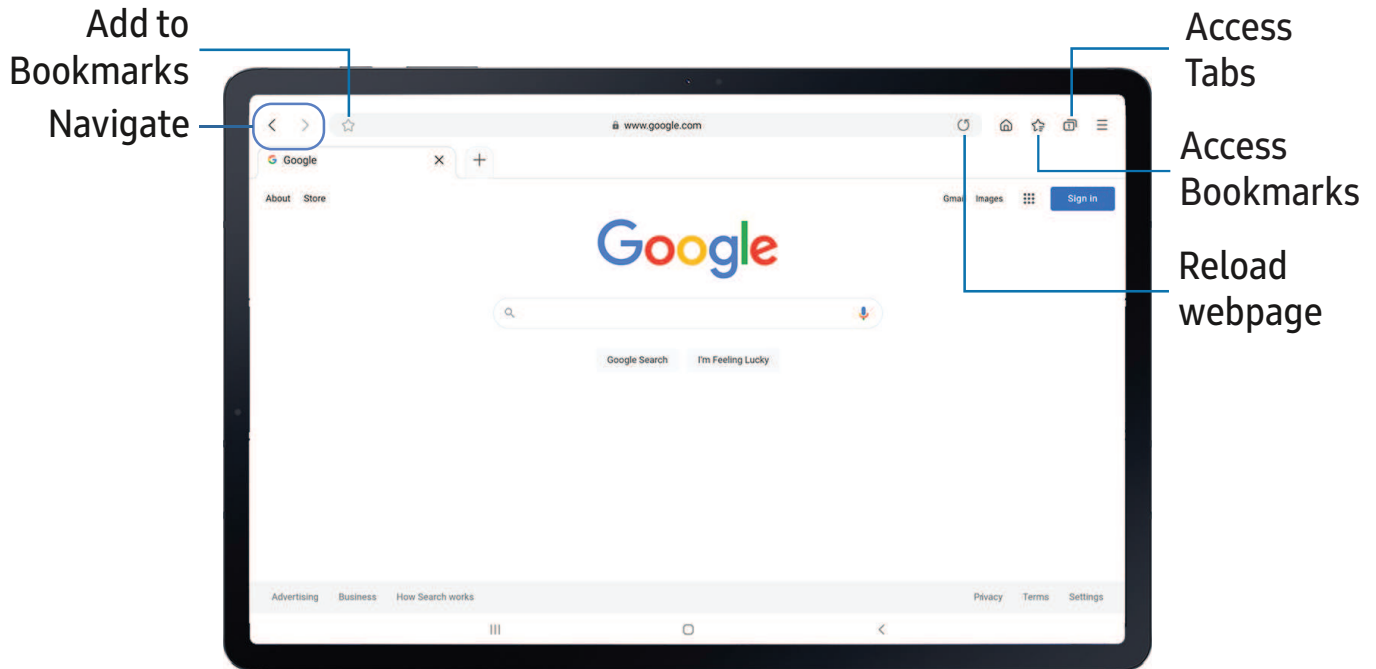 Add to
Bookmarks
Navigate
Access
Tabs
Access
Bookmarks
Reload
webpage
www.google.com
1
Google
About Store
Gmail Images
Sign in
Google
Google Search I'm Feeling Lucky
Advertising Business How Search works
Privacy Terms Settings